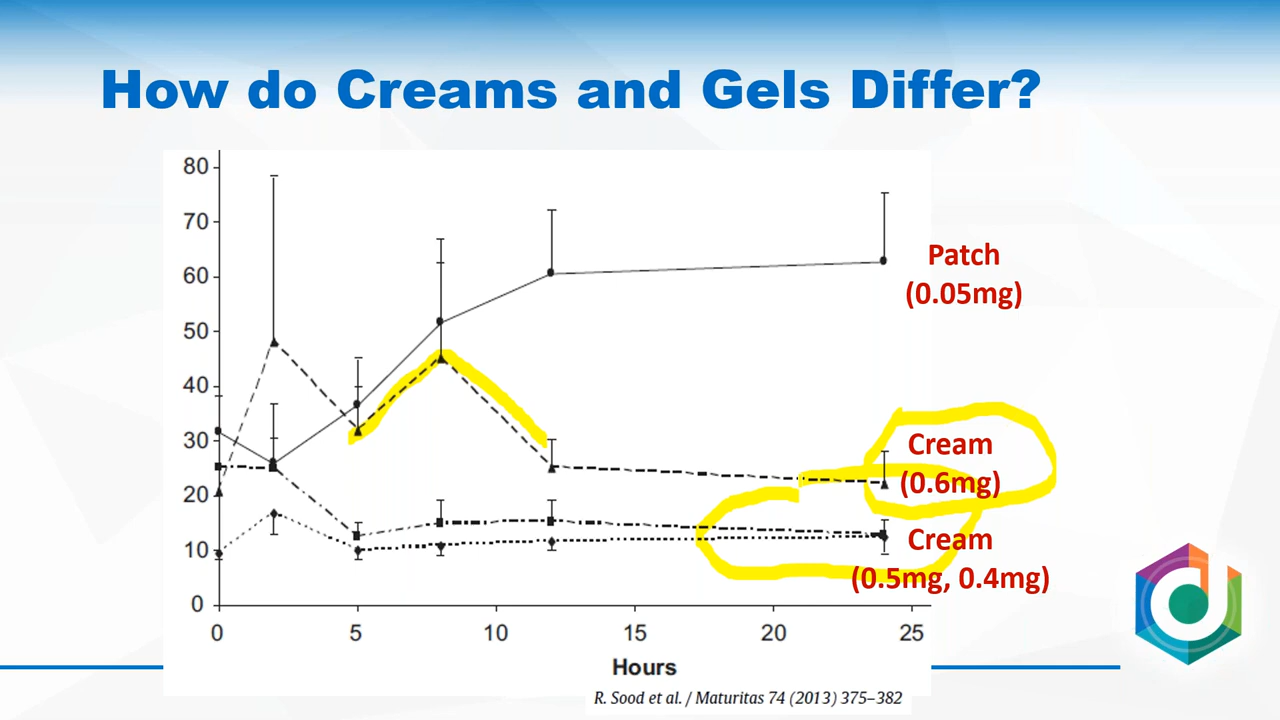 How do Creams and Gels Differ?
80
70
60
50
40
30
20
10
0
Patch
(0.05mg)
Cream
(0.6mg)
Cream
(0.5mg, 0.4mg)
0 5 10 15 20 25
Hours
R. Sood et al. / Maturitas 74 (2013) 375–382